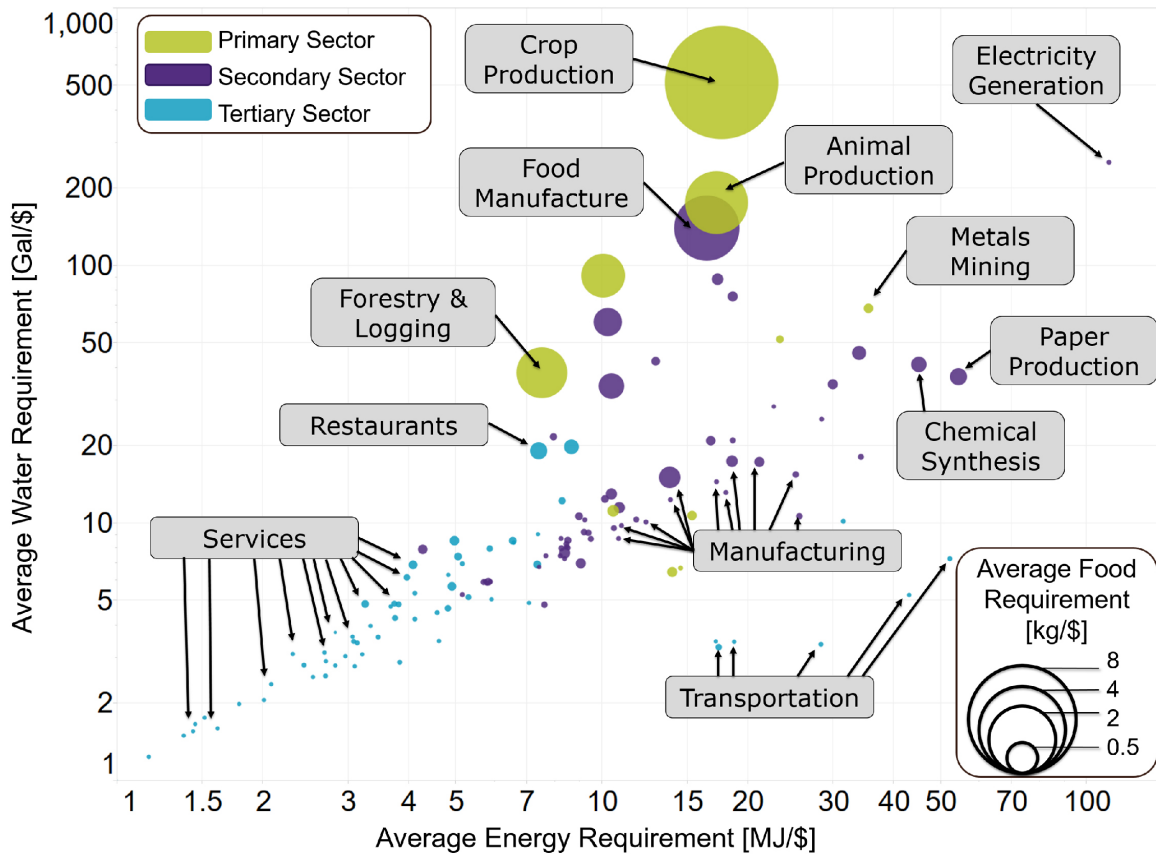 1,000
500
200
100
50
20
10
5
2
1
Average Water Requirement [Gal/$]
Primary Sector
Secondary Sector
Tertiary Sector
Crop
Production
Electricity
Generation
Food
Manufacture
Animal
Production
Metals
Mining
Forestry &
Logging
Paper
Production
Restaurants
Chemical
Synthesis
Services
Manufacturing
Transportation
Average Food
Requirement
[kg/$]
8
4
2
0.5
1
1.5
2
3
4
5
7
10
15
20
30
40
50
70
100
Average Energy Requirement [MJ/$]